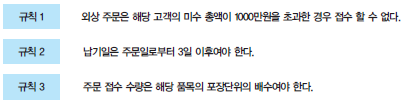 규칙 1 외상 주문은 해당 고객의 미수 총액이 1000만원을 초과한 경우 접수 할 수 없다.
규칙 2 납기일은 주문일로부터 3일 이후여야 한다.
규칙 3 주문 접수 수량은 해당 품목의 포장단위의 배수여야 한다.